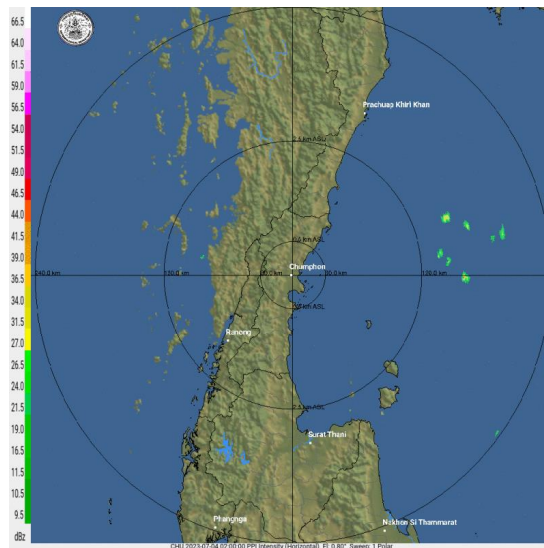 66.5
64.0
61.5
59.0
56.5
54.0
51.5
49.0
46.5
44.0
41.5
39.0
36.5
34.0
31.5
29.0
27.0
26.5
24.0
21.5
19.0
16.5
14.5
11.5
9.5
dBz
Prachuap Khiri Khan
Chumphon
240.0 km
120.0 km
Ranong
Surat Thani
Phangnga
Nakhon Si Thammarat
CHU 2023-07-04 02:00:00 PPI Intensity (Horizontal), El: 0.80° Sweep: 1 Polar